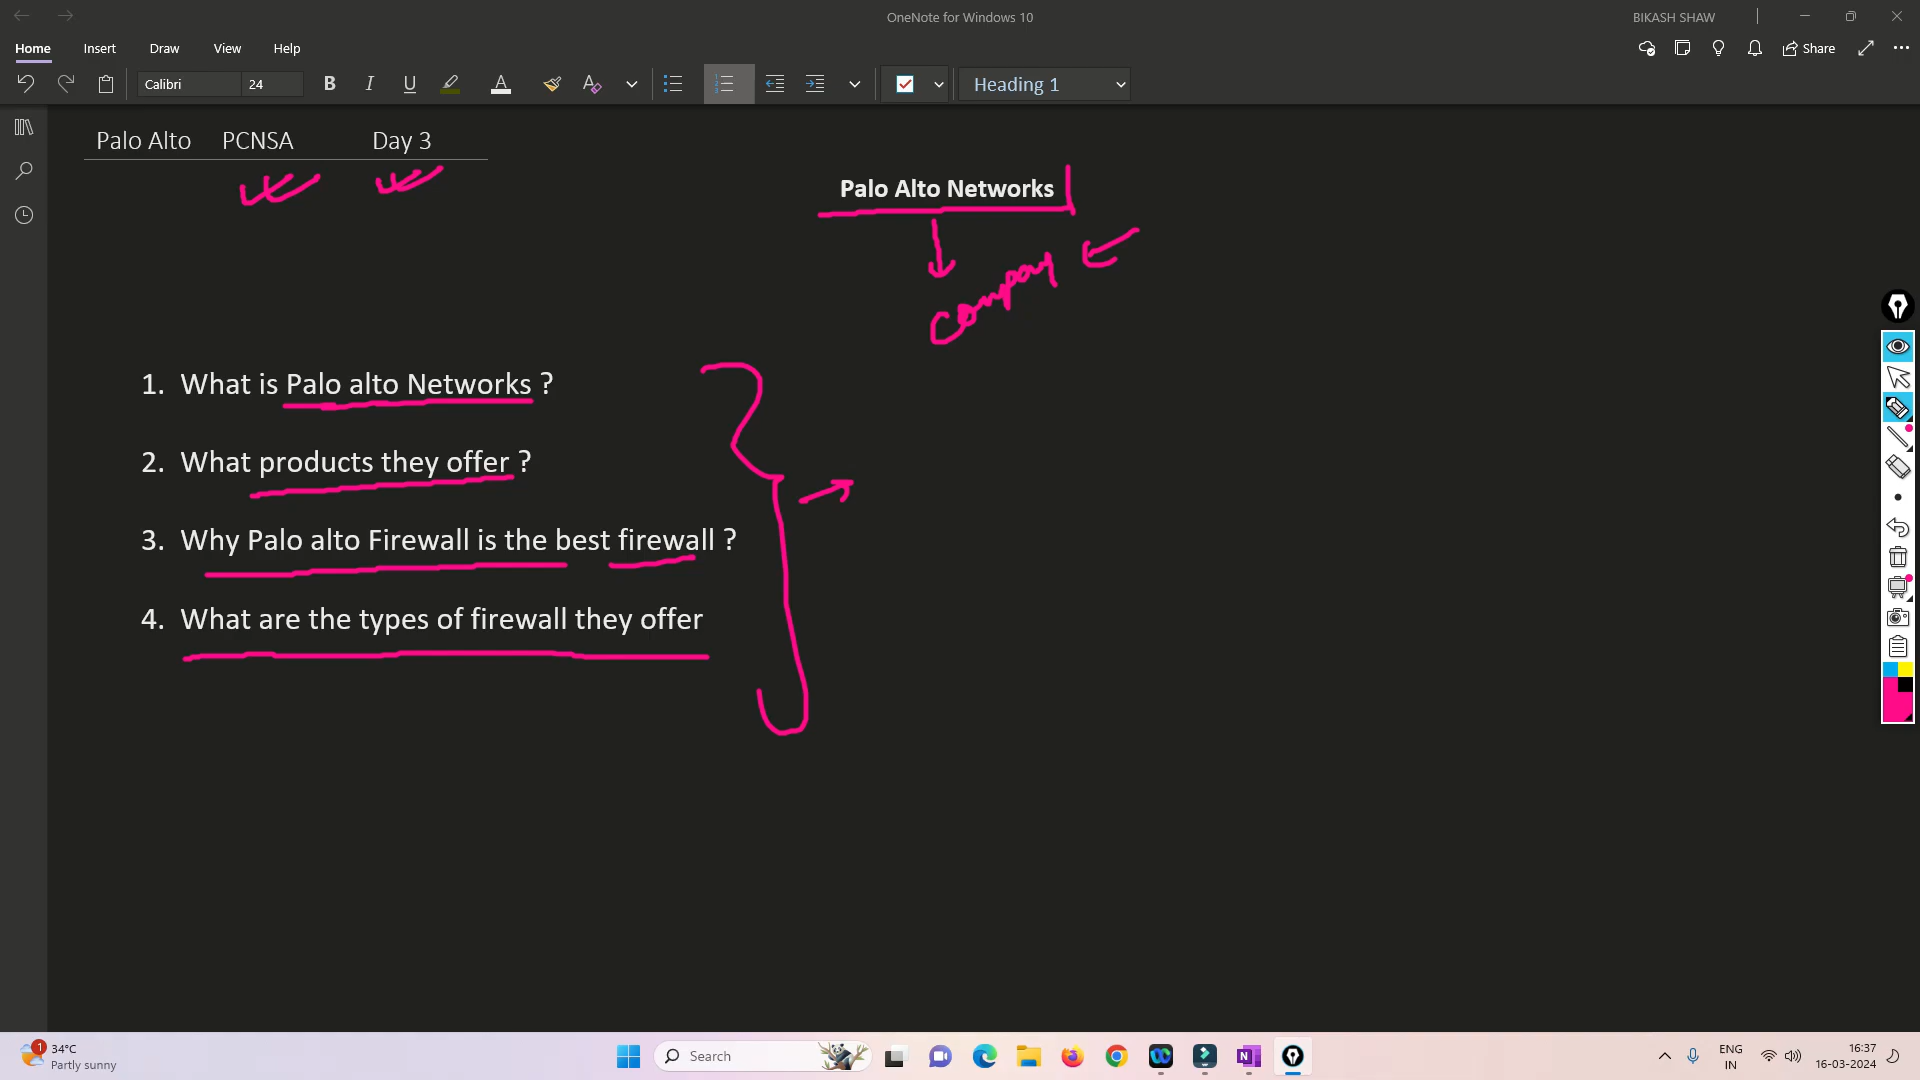 OneNote for Windows 10
BIKASH SHAW
Home Insert Draw View Help
Share
Calibri 24 B I U A A Heading 1
Palo Alto PCNSA Day 3
Palo Alto Networks
Company
1. What is Palo alto Networks ?
2. What products they offer ?
3. Why Palo alto Firewall is the best firewall ?
4. What are the types of firewall they offer
1
34°C
Partly sunny
Search
ENG
IN
16:37
16-03-2024